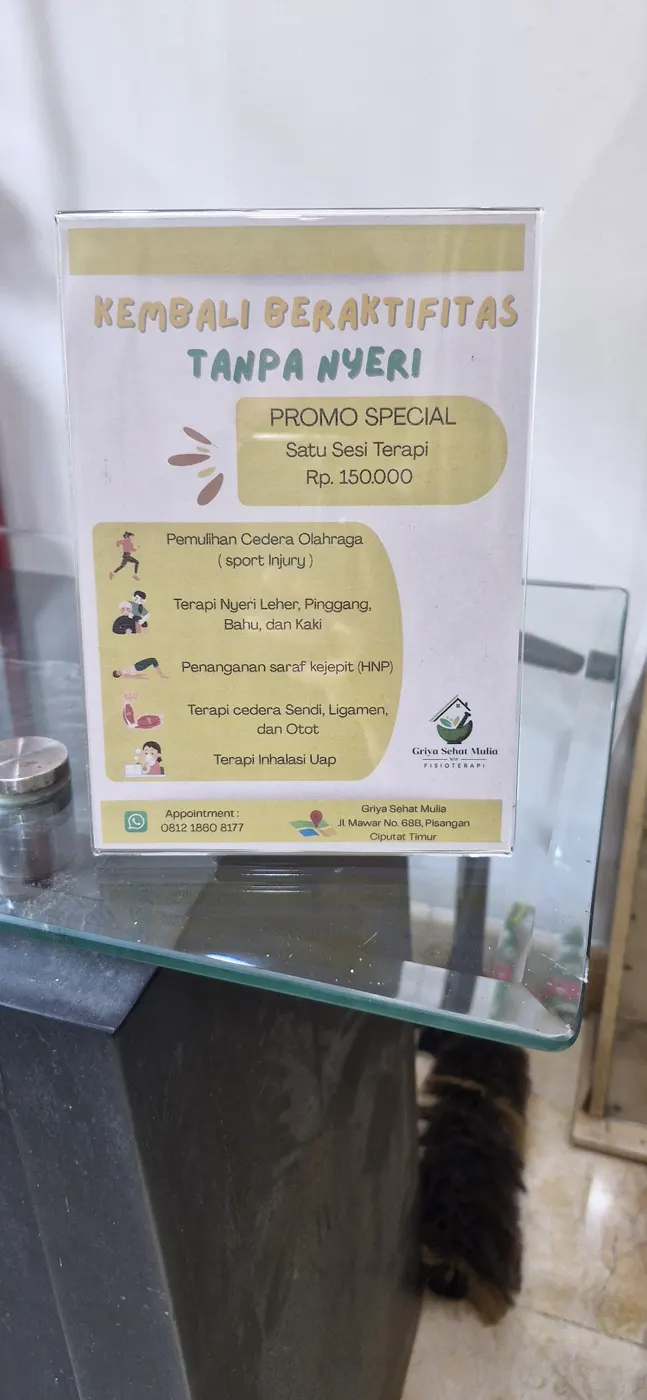 KEMBALI BERAKTIFITAS
TANPA NYERI
PROMO SPECIAL
Satu Sesi Terapi
Rp. 150.000
Pemulihan Cedera Olahraga
( sport Injury )
Terapi Nyeri Leher, Pinggang,
Bahu, dan Kaki
Penanganan saraf kejepit (HNP)
Terapi cedera Sendi, Ligamen,
dan Otot
Terapi Inhalasi Uap
Griya Sehat Mulia
FISIOTERAPI
Appointment :
0812 1860 8177
Griya Sehat Mulia
Jl. Mawar No. 68B, Pisangan
Ciputat Timur